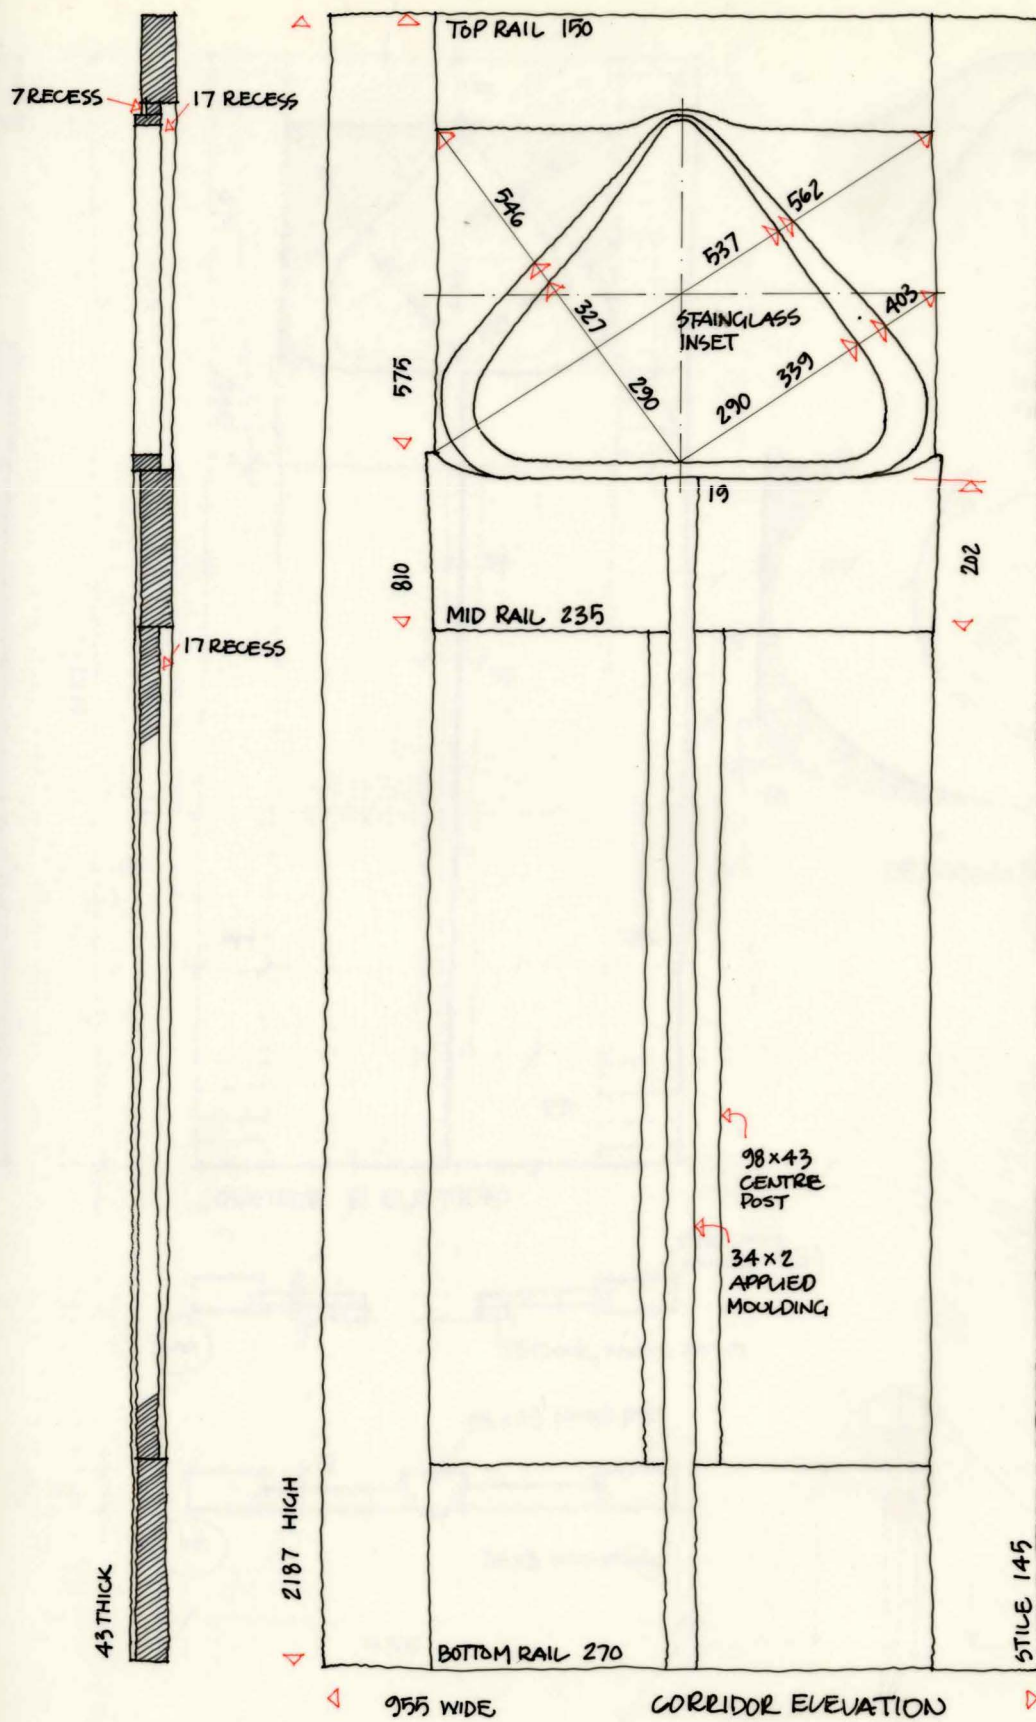 TOP RAIL 150
7 RECESS
17 RECESS
546
562
537
403
327
STAINGLASS
INSET
575
339
290
290
19
810
202
MID RAIL 235
17 RECESS
98 x 43
CENTRE
POST
34 x 2
APPLIED
MOULDING
2187 HIGH
43 THICK
STILE 145
BOTTOM RAIL 270
955 WIDE
CORRIDOR ELEVATION